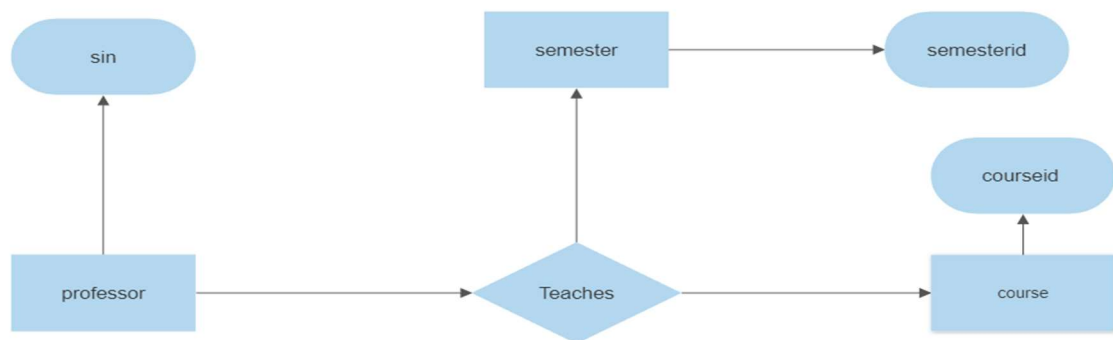 sin
semester
semesterid
courseid
professor
Teaches
course